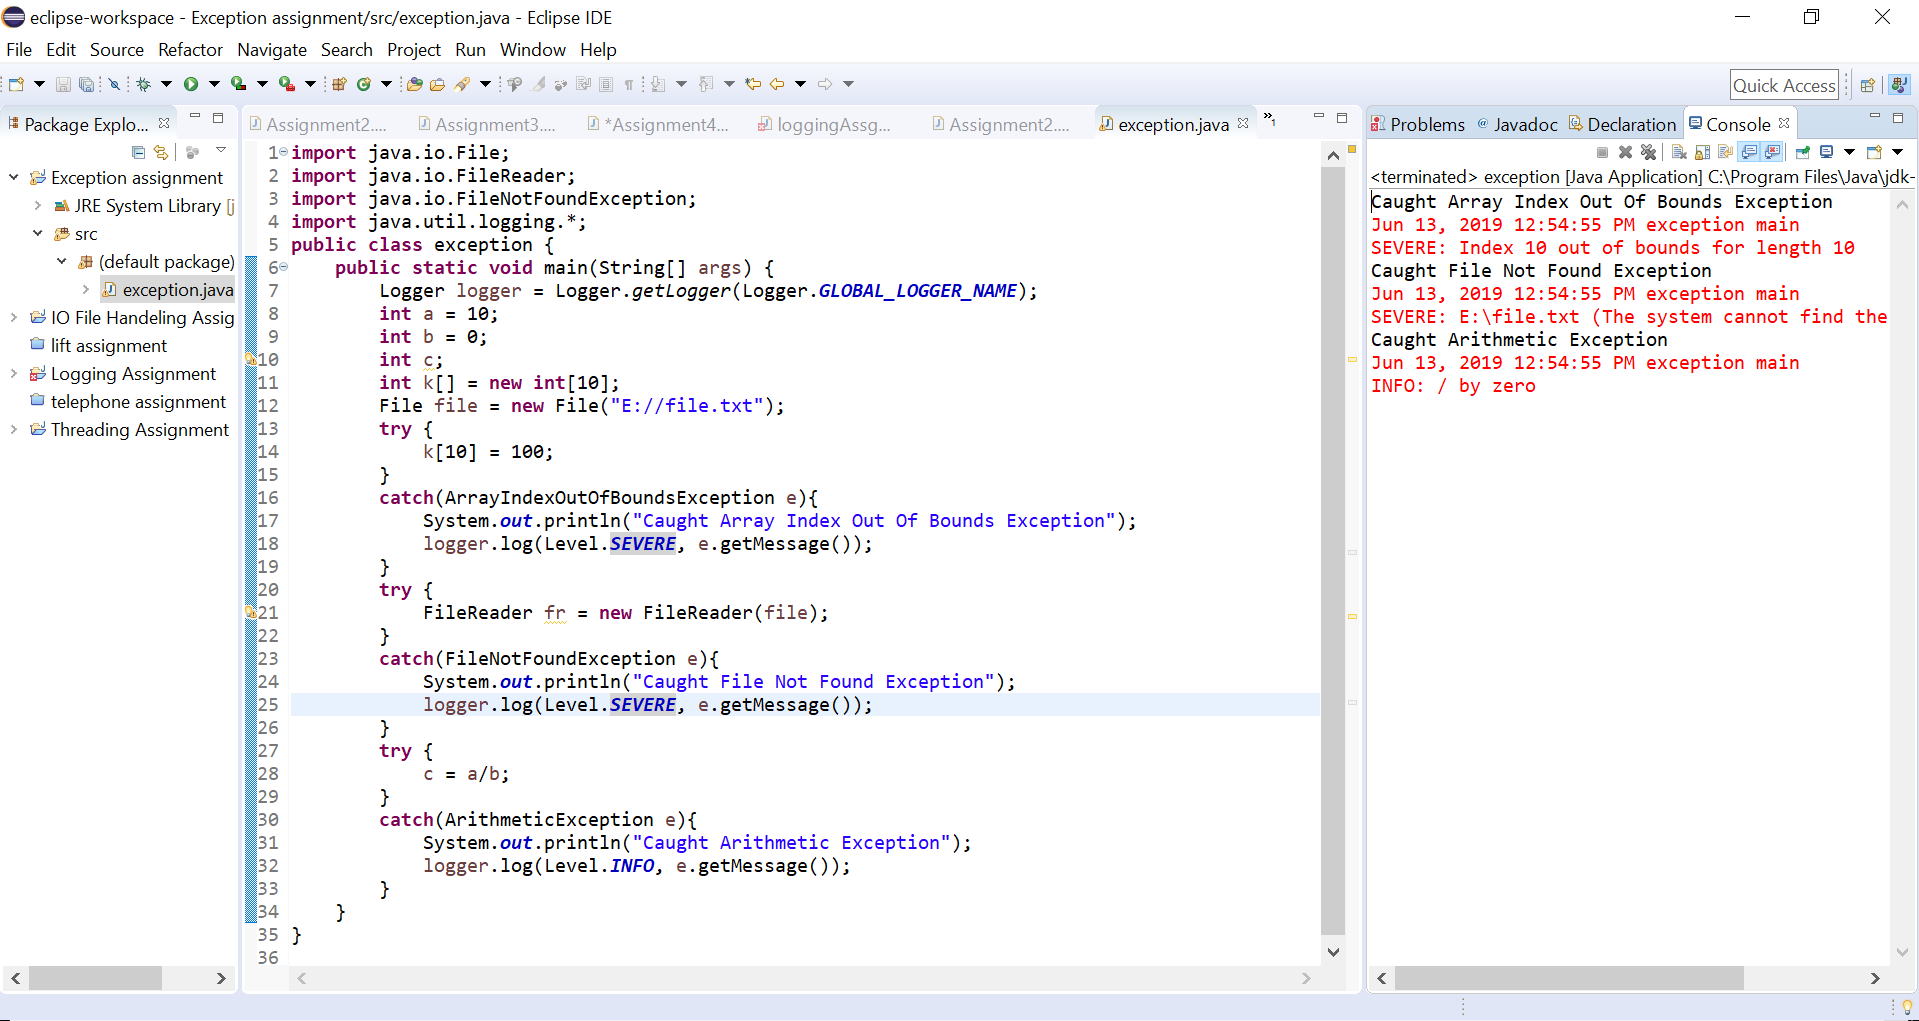 eclipse-workspace - Exception assignment/src/exception.java - Eclipse IDE
File Edit Source Refactor Navigate Search Project Run Window Help
Quick Access
Package Explo...
Exception assignment
JRE System Library [j
src
(default package)
exception.java
IO File Handeling Assig
lift assignment
Logging Assignment
telephone assignment
Threading Assignment
Assignment2.... Assignment3.... *Assignment4... loggingAssg... Assignment2.... exception.java »1
1 import java.io.File;
2 import java.io.FileReader;
3 import java.io.FileNotFoundException;
4 import java.util.logging.*;
5 public class exception {
6     public static void main(String[] args) {
7         Logger logger = Logger.getLogger(Logger.GLOBAL_LOGGER_NAME);
8         int a = 10;
9         int b = 0;
10         int c;
11         int k[] = new int[10];
12         File file = new File("E://file.txt");
13         try {
14             k[10] = 100;
15         }
16         catch(ArrayIndexOutOfBoundsException e){
17             System.out.println("Caught Array Index Out Of Bounds Exception");
18             logger.log(Level.SEVERE, e.getMessage());
19         }
20         try {
21             FileReader fr = new FileReader(file);
22         }
23         catch(FileNotFoundException e){
24             System.out.println("Caught File Not Found Exception");
25             logger.log(Level.SEVERE, e.getMessage());
26         }
27         try {
28             c = a/b;
29         }
30         catch(ArithmeticException e){
31             System.out.println("Caught Arithmetic Exception");
32             logger.log(Level.INFO, e.getMessage());
33         }
34     }
35 }
36
Problems @ Javadoc Declaration Console
<terminated> exception [Java Application] C:\Program Files\Java\jdk-
Caught Array Index Out Of Bounds Exception
Jun 13, 2019 12:54:55 PM exception main
SEVERE: Index 10 out of bounds for length 10
Caught File Not Found Exception
Jun 13, 2019 12:54:55 PM exception main
SEVERE: E:\file.txt (The system cannot find the
Caught Arithmetic Exception
Jun 13, 2019 12:54:55 PM exception main
INFO: / by zero